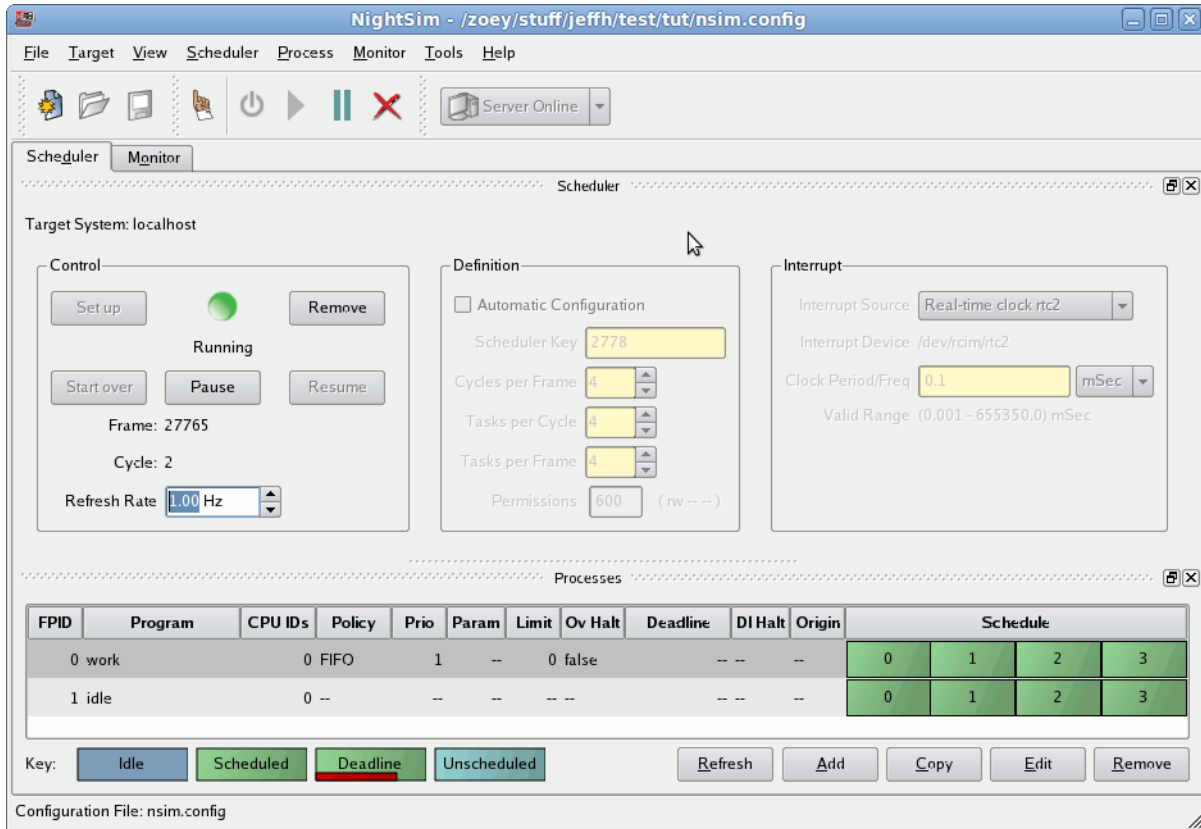 NightSim - /zoey/stuff/jeffh/test/tut/nsim.config
File Target View Scheduler Process Monitor Tools Help
Server Online
Scheduler Monitor
Scheduler
Target System: localhost
Control
Set up Remove
Running
Start over Pause Resume
Frame: 27765
Cycle: 2
Refresh Rate 1.00 Hz
Definition
Automatic Configuration
Scheduler Key 2778
Cycles per Frame 4
Tasks per Cycle 4
Tasks per Frame 4
Permissions 600 ( rw -- -- )
Interrupt
Interrupt Source Real-time clock rtc2
Interrupt Device /dev/rcim/rtc2
Clock Period/Freq 0.1 mSec
Valid Range (0.001 - 655350.0) mSec
Processes
FPID Program CPU IDs Policy Prio Param Limit Ov Halt Deadline Dl Halt Origin Schedule
0 work 0 FIFO 1 -- 0 false -- -- -- 0 1 2 3
1 idle 0 -- -- -- -- -- -- -- -- 0 1 2 3
Key: Idle Scheduled Deadline Unscheduled Refresh Add Copy Edit Remove
Configuration File: nsim.config